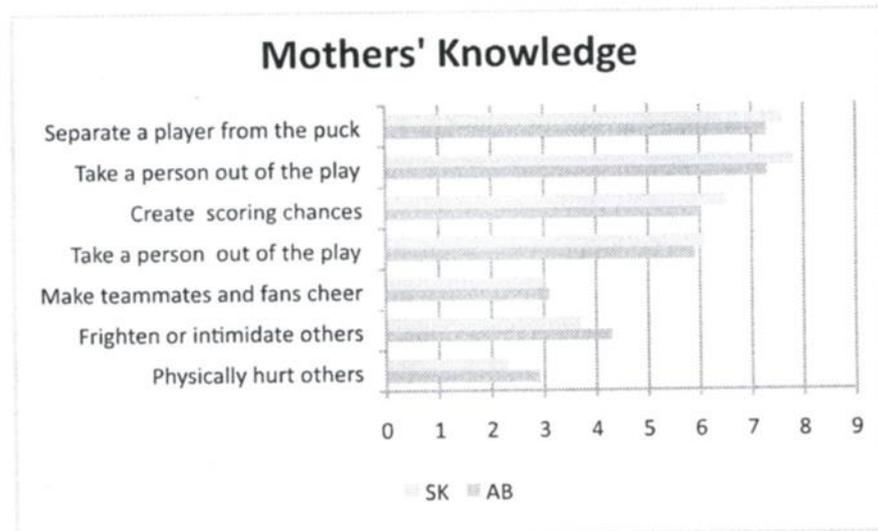 Mothers' Knowledge
Separate a player from the puck
Take a person out of the play
Create scoring chances
Take a person out of the play
Make teammates and fans cheer
Frighten or intimidate others
Physically hurt others
0 1 2 3 4 5 6 7 8 9
SK AB